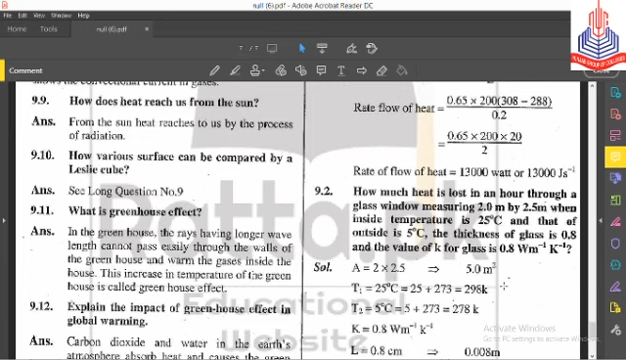 null (6).pdf - Adobe Acrobat Reader DC
File Edit View Sign Window Help
Home Tools null (6).pdf
Comment
9.9. How does heat reach us from the sun?
Ans. From the sun heat reaches to us by the process
of radiation.
9.10. How various surface can be compared by a
Leslie cube?
Ans. See Long Question No.9
9.11. What is greenhouse effect?
Ans. In the green house, the rays having longer wave
length cannot pass easily through the walls of
the green house and warm the gases inside the
house. This increase in temperature of the green
house is called green house effect.
9.12. Explain the impact of green-house effect in
global warming.
Ans. Carbon dioxide and water in the earth's
atmosphere absorb heat and causes the green
Rate flow of heat = 0.65 × 200(308 − 288)
0.2
= 0.65 × 200 × 20
2
Rate of flow of heat = 13000 watt or 13000 Js⁻¹
9.2. How much heat is lost in an hour through a
glass window measuring 2.0 m by 2.5m when
inside temperature is 25°C and that of
outside is 5°C, the thickness of glass is 0.8
and the value of k for glass is 0.8 Wm⁻¹ K⁻¹?
Sol. A = 2 × 2.5 ⇒ 5.0 m²
T₁ = 25°C = 25 + 273 = 298k
T₂ = 5°C = 5 + 273 = 278 k
K = 0.8 Wm⁻¹ k⁻¹
L = 0.8 cm ⇒ 0.008m
Educational
Website
Activate Windows
Go to PC settings to activate Windows.
PUNJAB GROUP OF COLLEGES